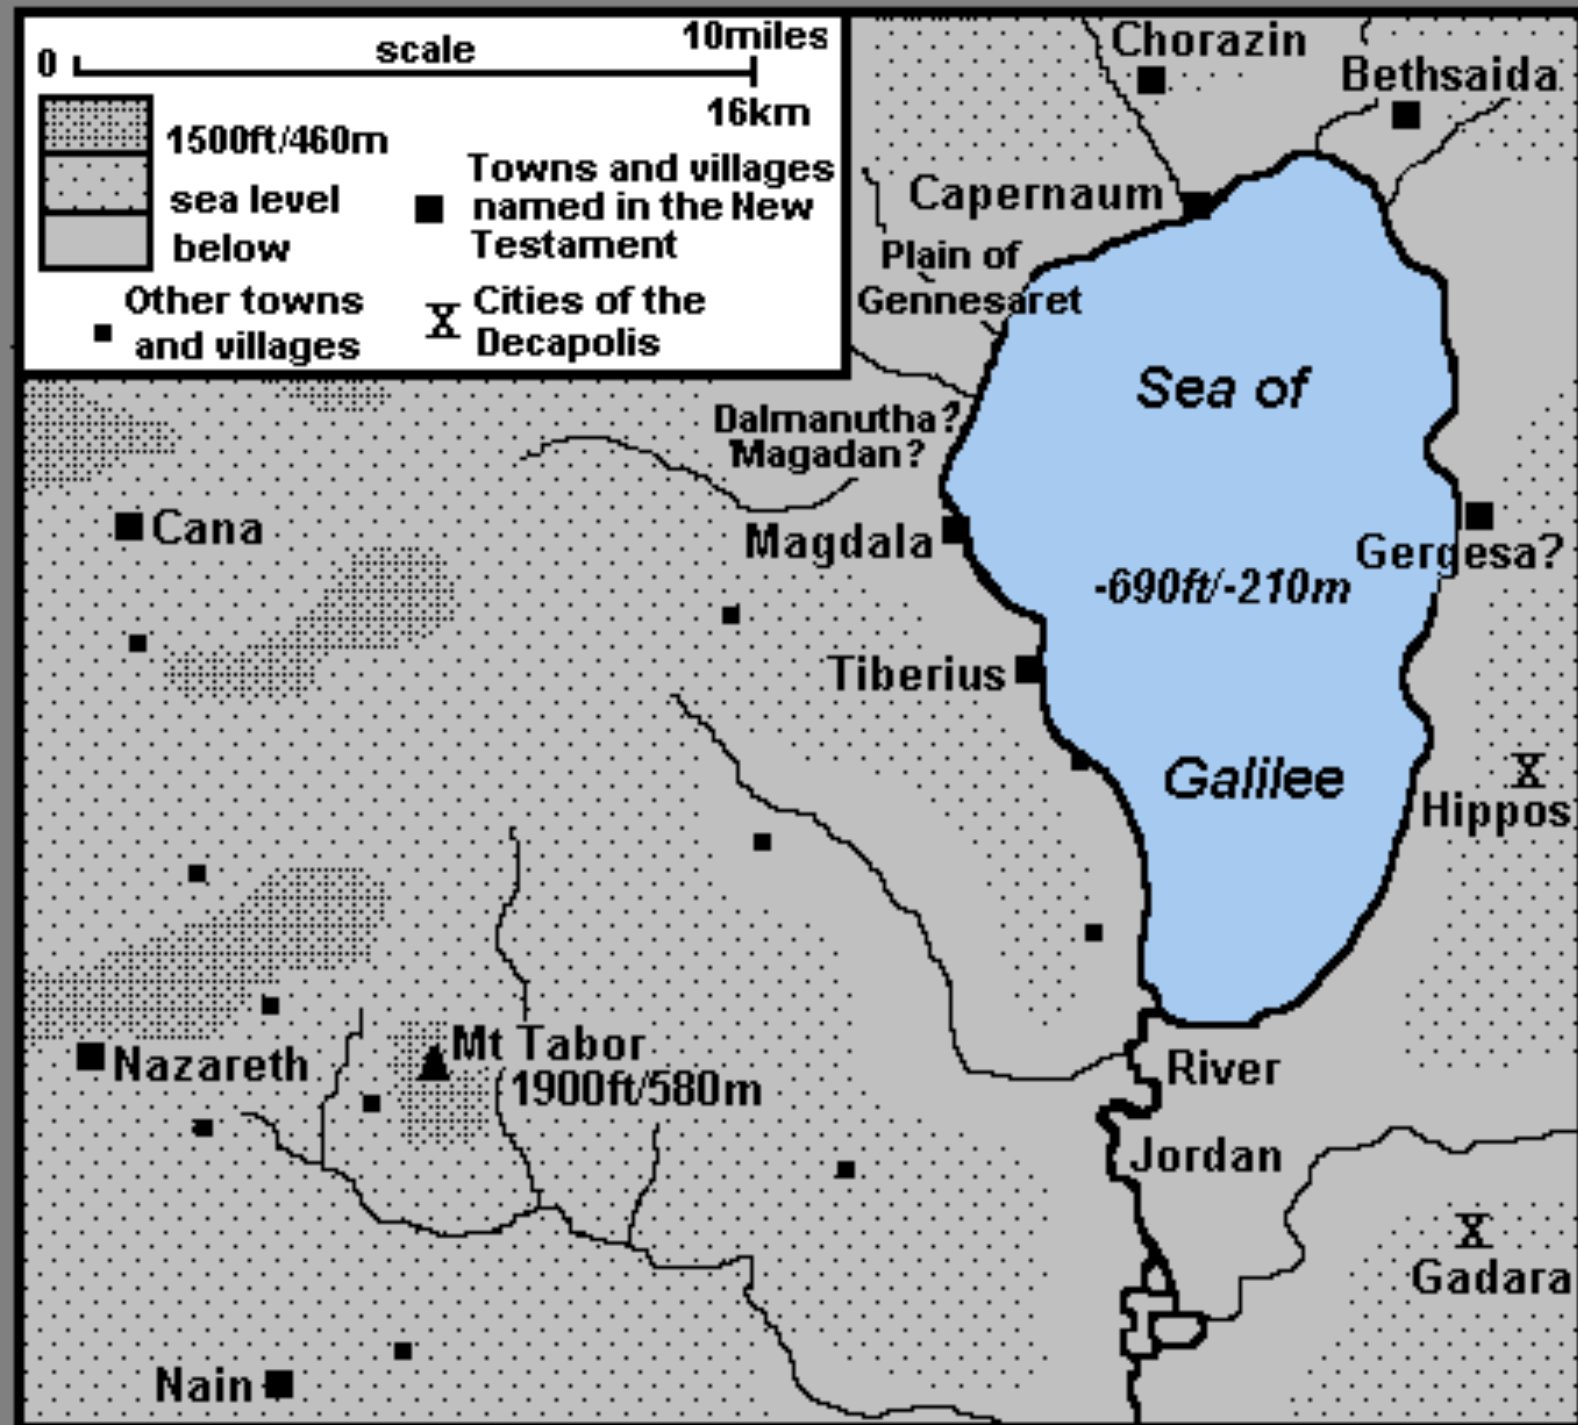 0 scale 10miles
16km
1500ft/460m
sea level
below
Towns and villages
named in the New
Testament
Other towns
and villages
Cities of the
Decapolis
Chorazin
Bethsaida
Capernaum
Plain of
Gennesaret
Sea of
Dalmanutha?
Magadan?
Cana
Magdala
Gergesa?
-690ft/-210m
Tiberius
Galilee
Hippos
Mt Tabor
1900ft/580m
Nazareth
River
Jordan
Gadara
Nain